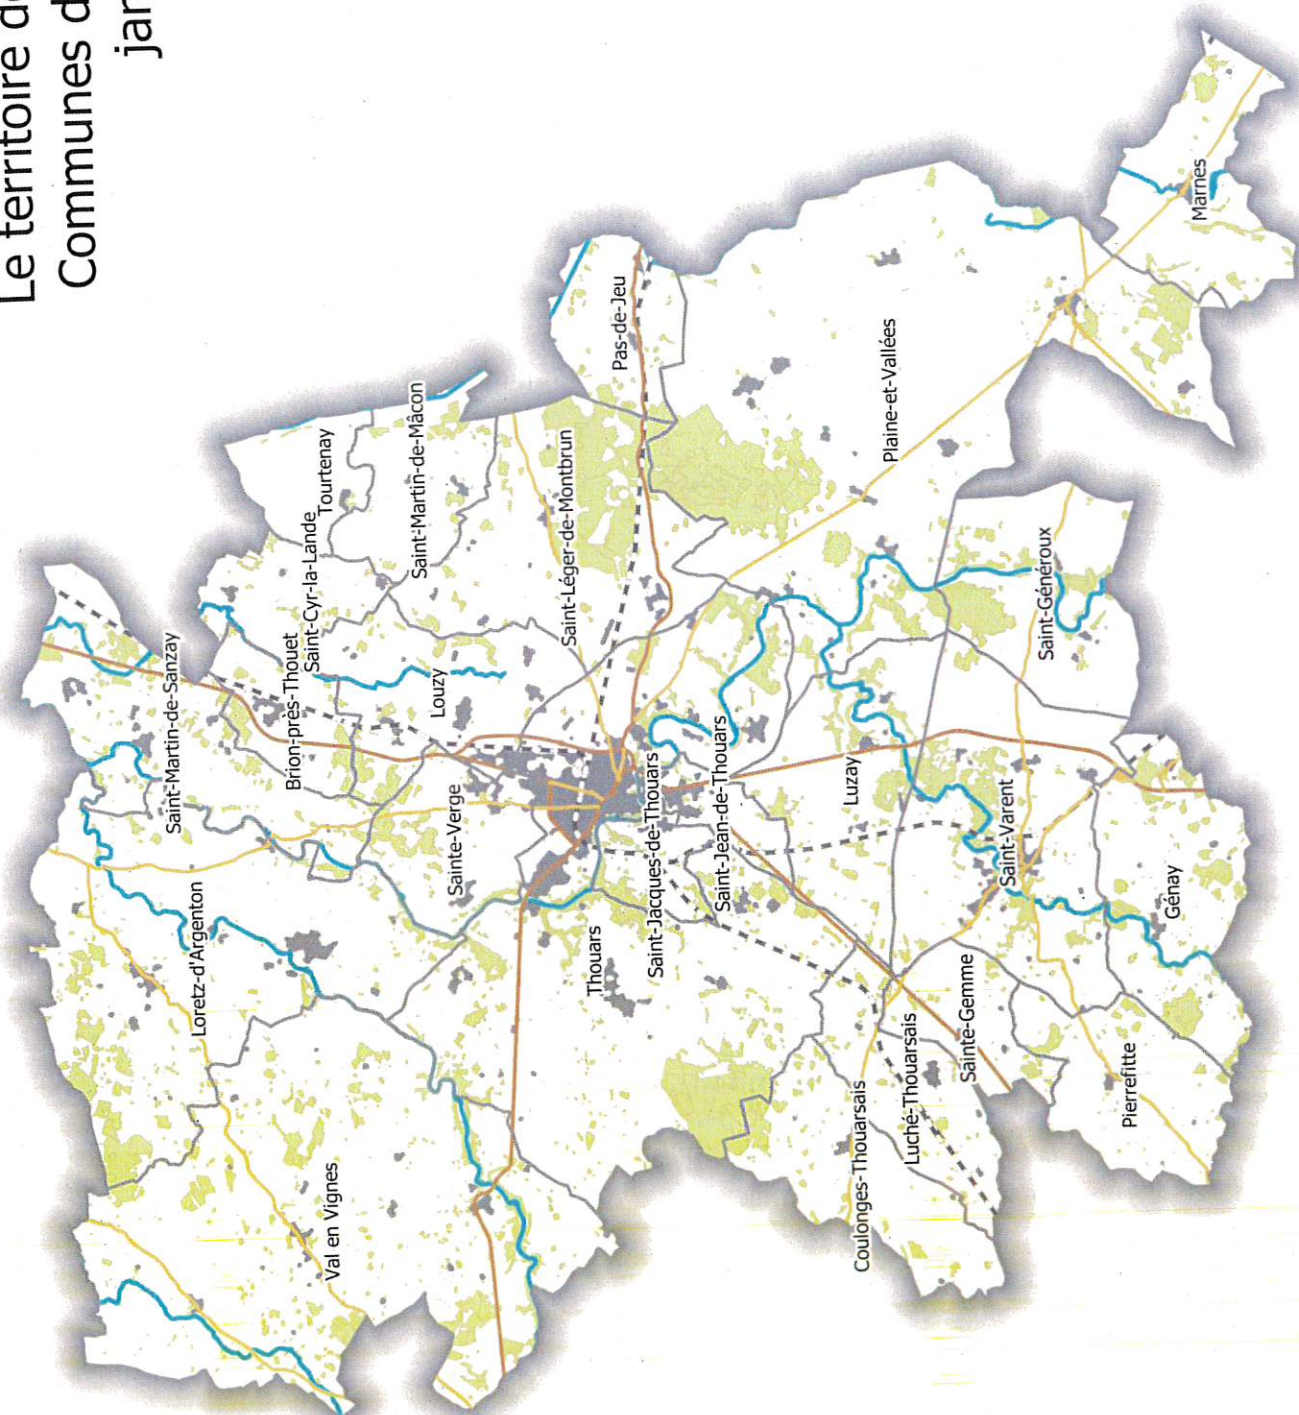 Le territoire de
Communes d
Saint-Martin-de-Sanzay
Loretz-d'Argenton
Brion-près-Thouet
Saint-Cyr-la-Lande
Tourtenay
Val en Vignes
Saint-Martin-de-Mâcon
Louzy
Sainte-Verge
Saint-Léger-de-Montbrun
Thouars
Pas-de-Jeu
Saint-Jacques-de-Thouars
Saint-Jean-de-Thouars
Luzay
Coulonges-Thouarsais
Plaine-et-Vallées
Luché-Thouarsais
Sainte-Gemme
Saint-Varent
Saint-Généroux
Pierrefitte
Génay
Marnes